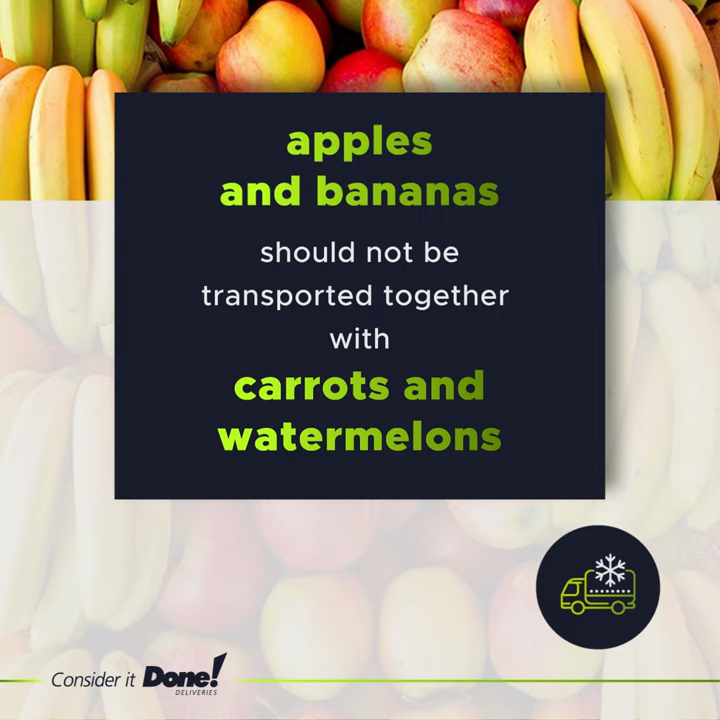 apples
and bananas
should not be
transported together
with
carrots and
watermelons
Consider it Done!
DELIVERIES